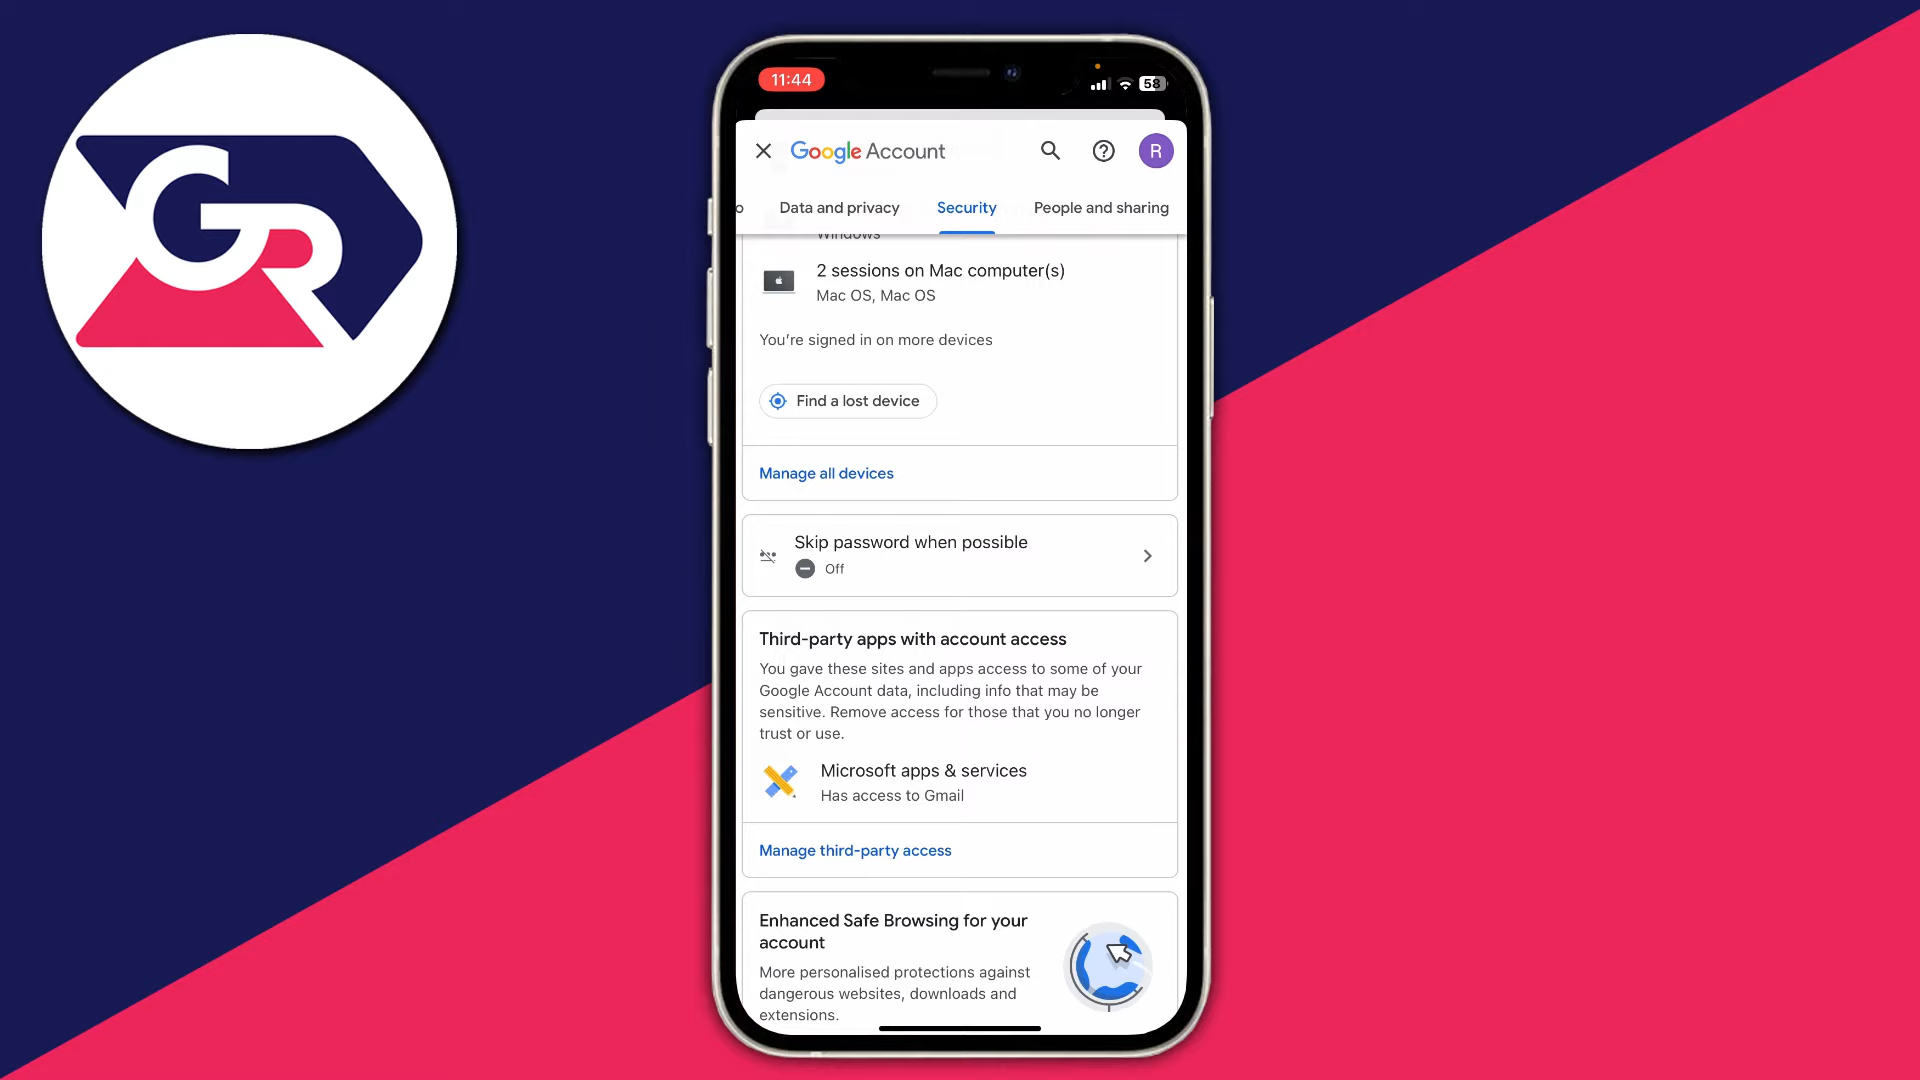 GR
11:44
58
Google Account
R
o Data and privacy Security People and sharing
Windows
2 sessions on Mac computer(s)
Mac OS, Mac OS
You're signed in on more devices
Find a lost device
Manage all devices
Skip password when possible
Off
Third-party apps with account access
You gave these sites and apps access to some of your
Google Account data, including info that may be
sensitive. Remove access for those that you no longer
trust or use.
Microsoft apps & services
Has access to Gmail
Manage third-party access
Enhanced Safe Browsing for your
account
More personalised protections against
dangerous websites, downloads and
extensions.